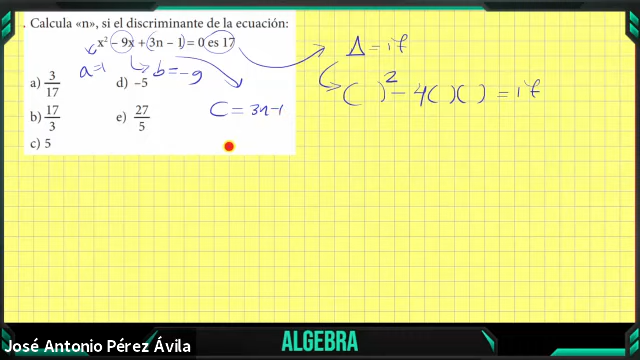 . Calcula «n», si el discriminante de la ecuación:
x² – 9x + (3n – 1) = 0 es 17
a=1
b=-9
C = 3n-1
a) 3/17
d) –5
b) 17/3
e) 27/5
c) 5
Δ = 17
( )² - 4( )( ) = 17
José Antonio Pérez Ávila
ALGEBRA